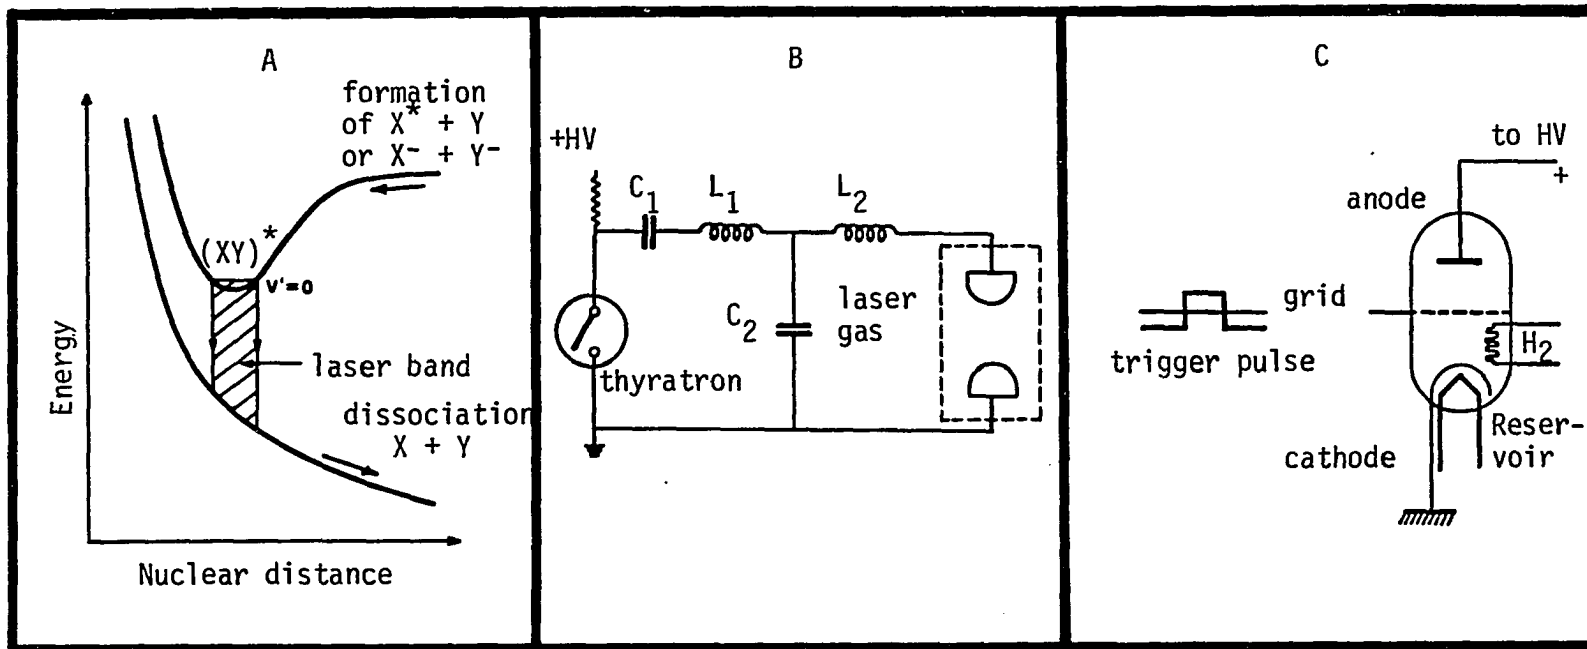 A
formation
of X* + Y
or X- + Y-
(XY)*
v'=0
laser band
dissociation
X + Y
Energy
Nuclear distance
B
+HV
C1
L1
L2
C2
laser
gas
thyratron
C
to HV
+
anode
grid
trigger pulse
H2
Reser-
voir
cathode